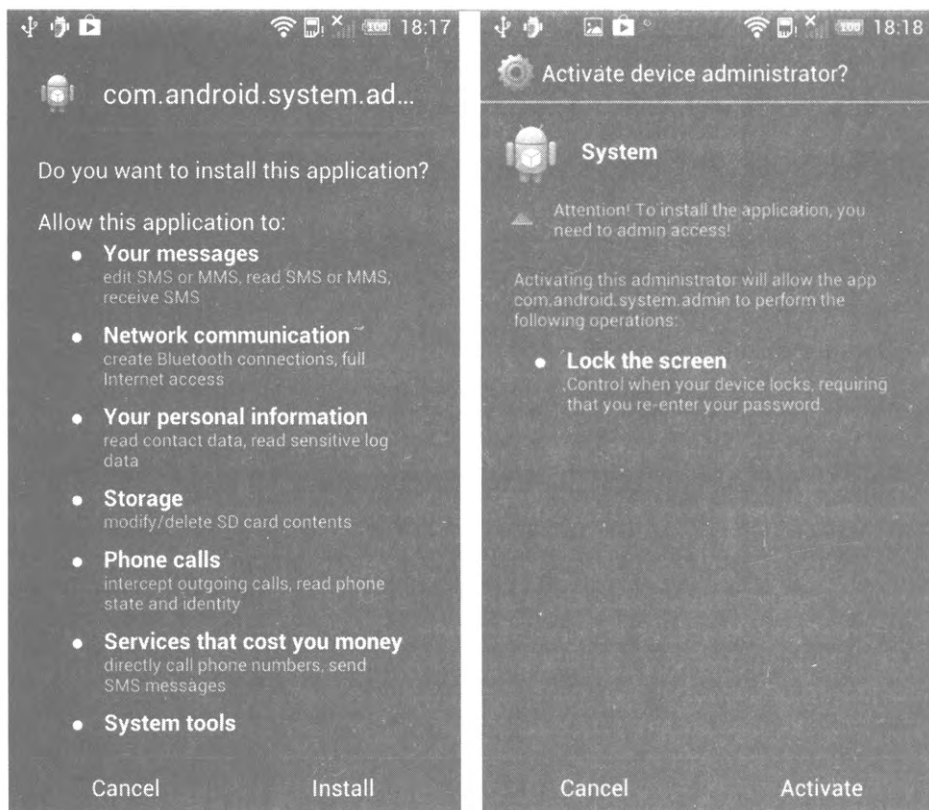 18:17
com.android.system.ad...
Do you want to install this application?
Allow this application to:
Your messages
edit SMS or MMS, read SMS or MMS,
receive SMS
Network communication
create Bluetooth connections, full
Internet access
Your personal information
read contact data, read sensitive log
data
Storage
modify/delete SD card contents
Phone calls
intercept outgoing calls, read phone
state and identity
Services that cost you money
directly call phone numbers, send
SMS messages
System tools
Cancel Install
18:18
Activate device administrator?
System
Attention! To install the application, you
need to admin access!
Activating this administrator will allow the app
com.android.system.admin to perform the
following operations:
Lock the screen
Control when your device locks, requiring
that you re-enter your password.
Cancel Activate